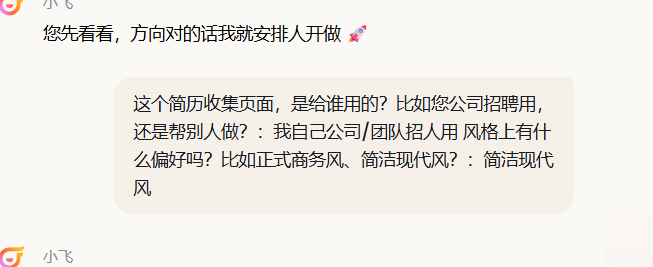 小飞
您先看看，方向对的话我就安排人开做 🚀
这个简历收集页面，是给谁用的？比如您公司招聘用，
还是帮别人做？：我自己公司/团队招人用 风格上有什
么偏好吗？比如正式商务风、简洁现代风？：简洁现代
风
小飞